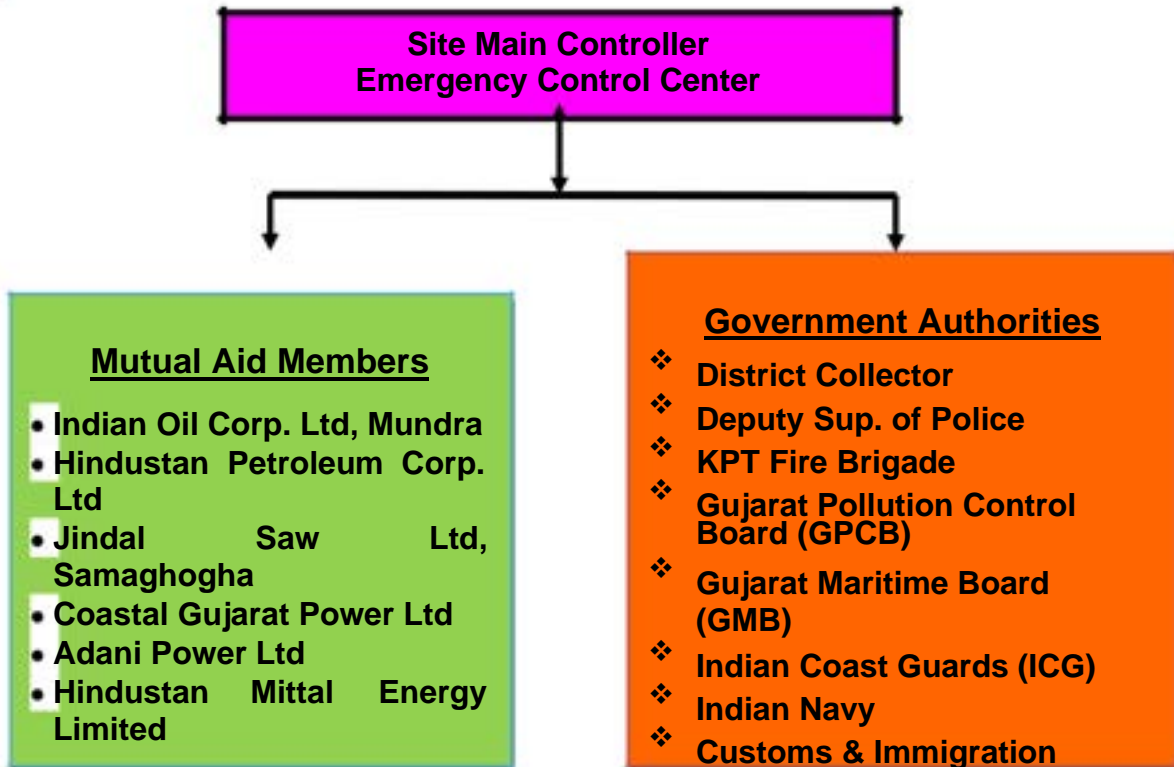 Site Main Controller
Emergency Control Center
Mutual Aid Members
• Indian Oil Corp. Ltd, Mundra
• Hindustan Petroleum Corp.
Ltd
• Jindal Saw Ltd,
Samaghogha
• Coastal Gujarat Power Ltd
• Adani Power Ltd
• Hindustan Mittal Energy
Limited
Government Authorities
❖ District Collector
❖ Deputy Sup. of Police
❖ KPT Fire Brigade
❖ Gujarat Pollution Control
Board (GPCB)
❖ Gujarat Maritime Board
(GMB)
❖ Indian Coast Guards (ICG)
❖ Indian Navy
❖ Customs & Immigration